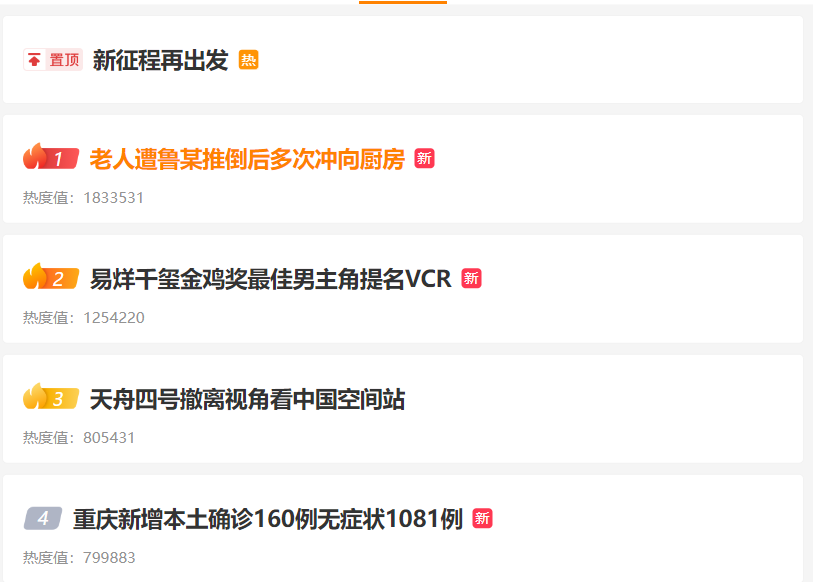 置顶 新征程再出发 热
1 老人遭鲁某推倒后多次冲向厨房 新
热度值：1833531
2 易烊千玺金鸡奖最佳男主角提名VCR 新
热度值：1254220
3 天舟四号撤离视角看中国空间站
热度值：805431
4 重庆新增本土确诊160例无症状1081例 新
热度值：799883